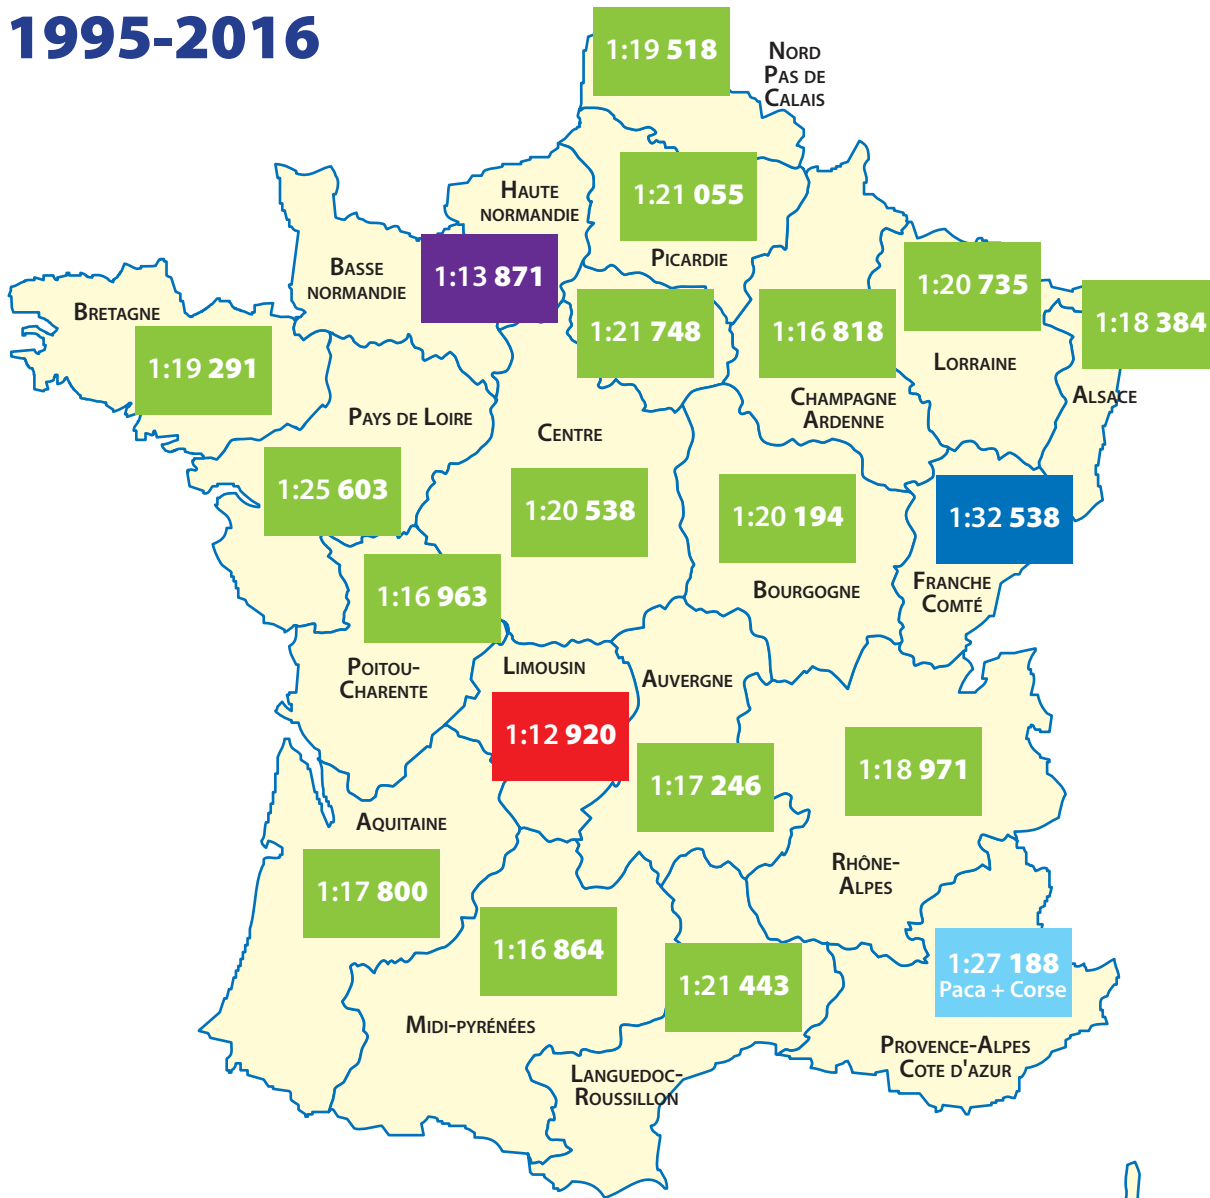 1995-2016
1:19 518
NORD
PAS DE
CALAIS
1:21 055
PICARDIE
HAUTE
NORMANDIE
1:13 871
BASSE
NORMANDIE
BRETAGNE
1:19 291
1:21 748
1:16 818
CHAMPAGNE
ARDENNE
1:20 735
LORRAINE
1:18 384
ALSACE
PAYS DE LOIRE
1:25 603
CENTRE
1:20 538
1:20 194
BOURGOGNE
1:32 538
FRANCHE
COMTÉ
1:16 963
POITOU-
CHARENTE
LIMOUSIN
1:12 920
AUVERGNE
1:17 246
1:18 971
RHÔNE-
ALPES
AQUITAINE
1:17 800
1:16 864
MIDI-PYRÉNÉES
1:21 443
LANGUEDOC-
ROUSSILLON
1:27 188
Paca + Corse
PROVENCE-ALPES
COTE D'AZUR